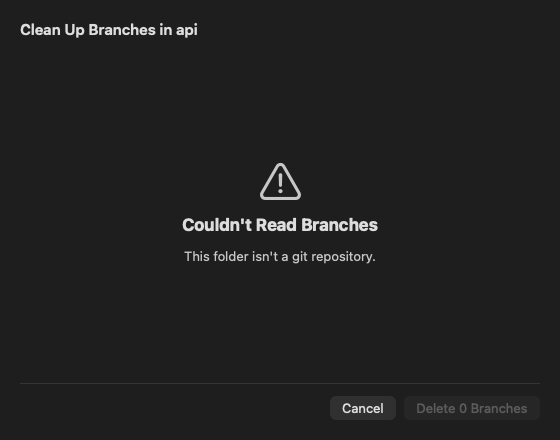 Clean Up Branches in api
Couldn't Read Branches
This folder isn't a git repository.
Cancel
Delete 0 Branches